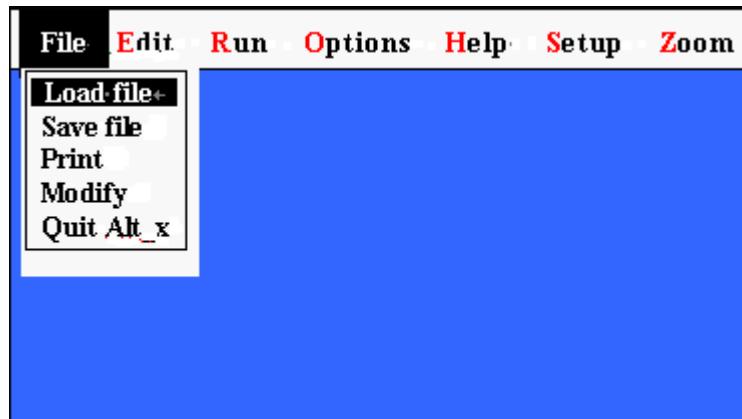 File Edit Run Options Help Setup Zoom
Load file
Save file
Print
Modify
Quit Alt_x